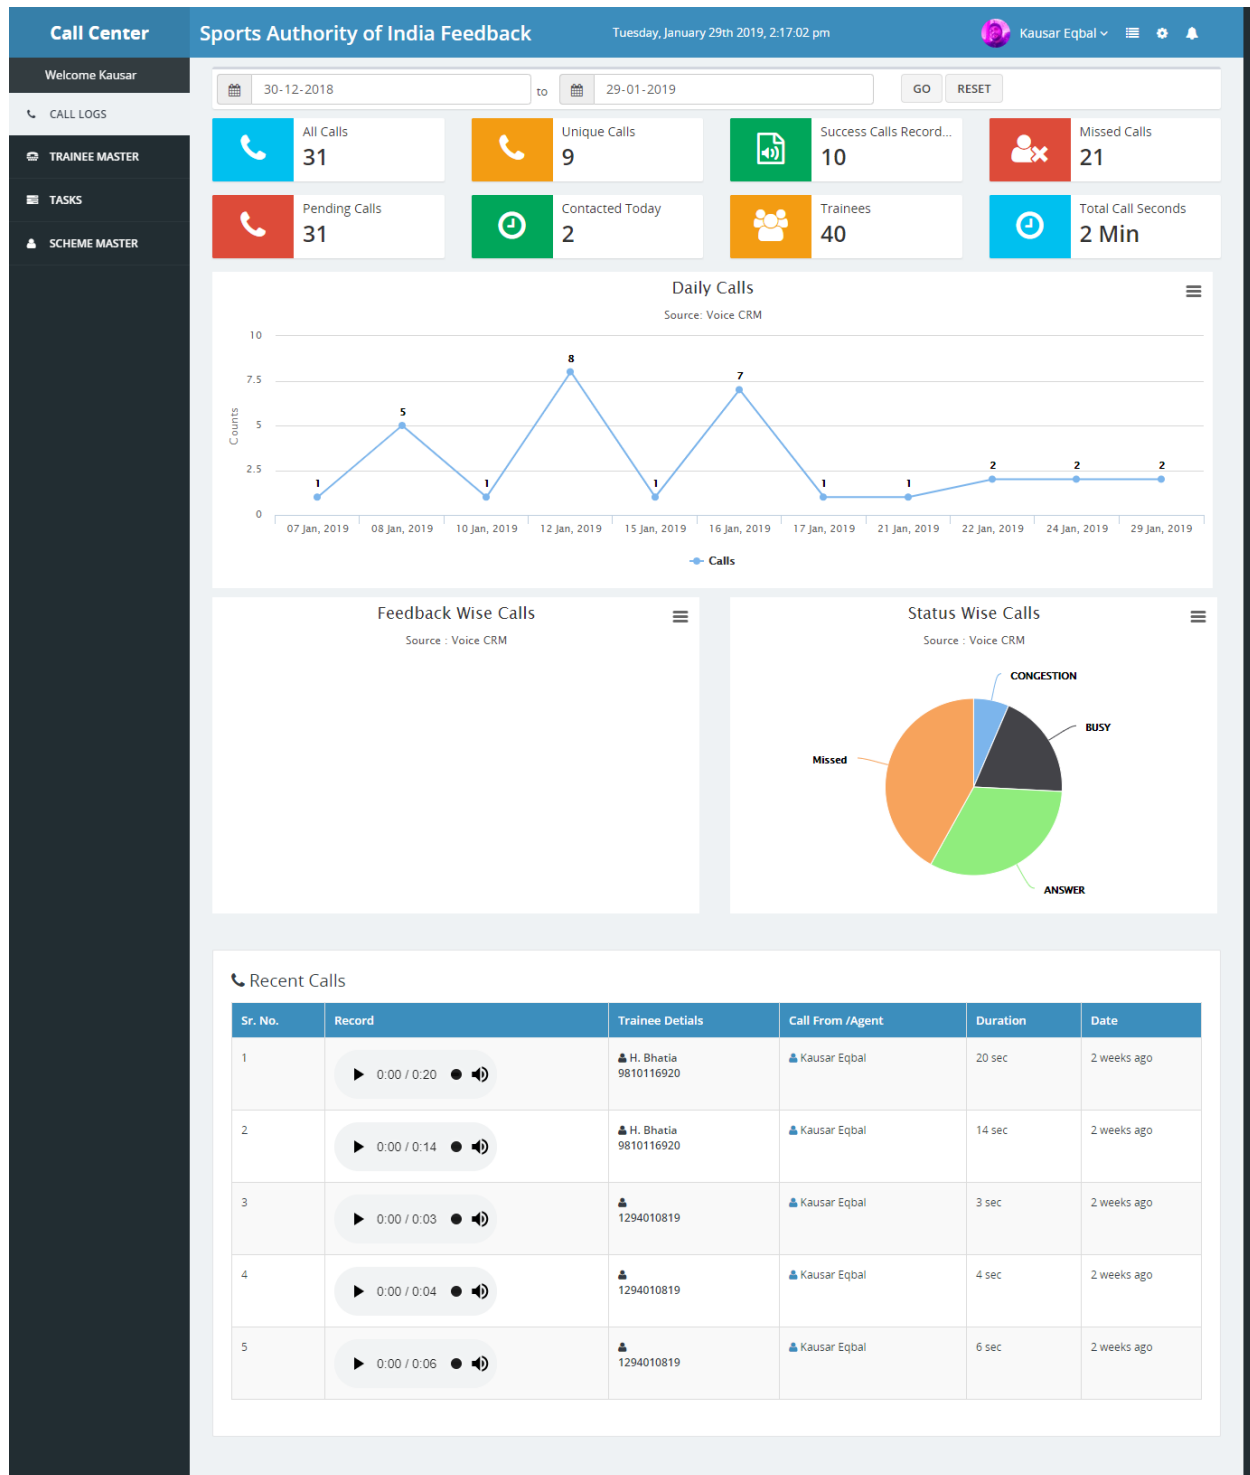 Call Center
Sports Authority of India Feedback
Tuesday, January 29th 2019, 2:17:02 pm
Kausar Eqbal
Welcome Kausar
CALL LOGS
TRAINEE MASTER
TASKS
SCHEME MASTER
30-12-2018 to 29-01-2019 GO RESET
All Calls
31
Unique Calls
9
Success Calls Record...
10
Missed Calls
21
Pending Calls
31
Contacted Today
2
Trainees
40
Total Call Seconds
2 Min
Daily Calls
Source: Voice CRM
Counts
10
7.5
5
2.5
0
1 5 1 8 1 7 1 1 2 2 2
07 Jan, 2019 08 Jan, 2019 10 Jan, 2019 12 Jan, 2019 15 Jan, 2019 16 Jan, 2019 17 Jan, 2019 21 Jan, 2019 22 Jan, 2019 24 Jan, 2019 29 Jan, 2019
Calls
Feedback Wise Calls
Source : Voice CRM
Status Wise Calls
Source : Voice CRM
CONGESTION
BUSY
Missed
ANSWER
Recent Calls
Sr. No. Record Trainee Detials Call From /Agent Duration Date
1 0:00 / 0:20 H. Bhatia Kausar Eqbal 20 sec 2 weeks ago
9810116920
2 0:00 / 0:14 H. Bhatia Kausar Eqbal 14 sec 2 weeks ago
9810116920
3 0:00 / 0:03 Kausar Eqbal 3 sec 2 weeks ago
1294010819
4 0:00 / 0:04 Kausar Eqbal 4 sec 2 weeks ago
1294010819
5 0:00 / 0:06 Kausar Eqbal 6 sec 2 weeks ago
1294010819